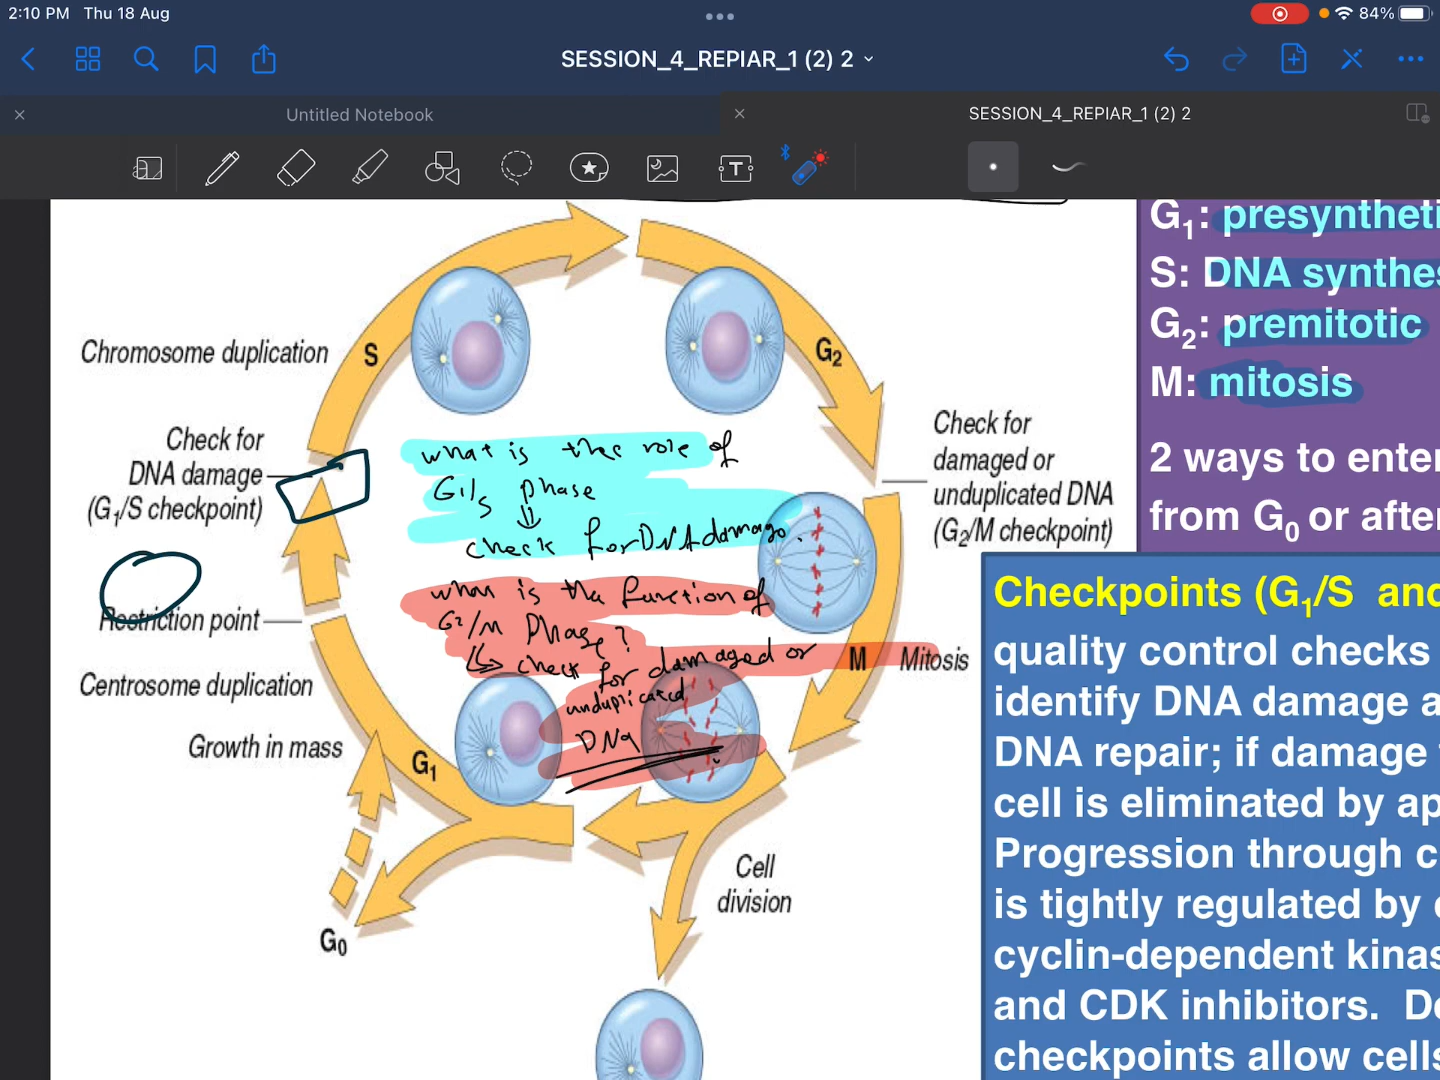 2:10 PM Thu 18 Aug
84%
SESSION_4_REPIAR_1 (2) 2
Untitled Notebook
SESSION_4_REPIAR_1 (2) 2
G₁: presyntheti
S: DNA synthes
G₂: premitotic
M: mitosis
2 ways to enter
from G₀ or after
Chromosome duplication
S
G₂
Check for
DNA damage
(G₁/S checkpoint)
Check for
damaged or
unduplicated DNA
(G₂/M checkpoint)
what is the role of
G1/S phase
check for DNA damage.
Restriction point
what is the function of
G2/M Phase?
check for damaged or
unduplicated
DNA
Centrosome duplication
Growth in mass
G₁
M
Mitosis
Cell
division
G₀
Checkpoints (G₁/S and
quality control checks
identify DNA damage a
DNA repair; if damage
cell is eliminated by ap
Progression through c
is tightly regulated by
cyclin-dependent kinas
and CDK inhibitors. De
checkpoints allow cells